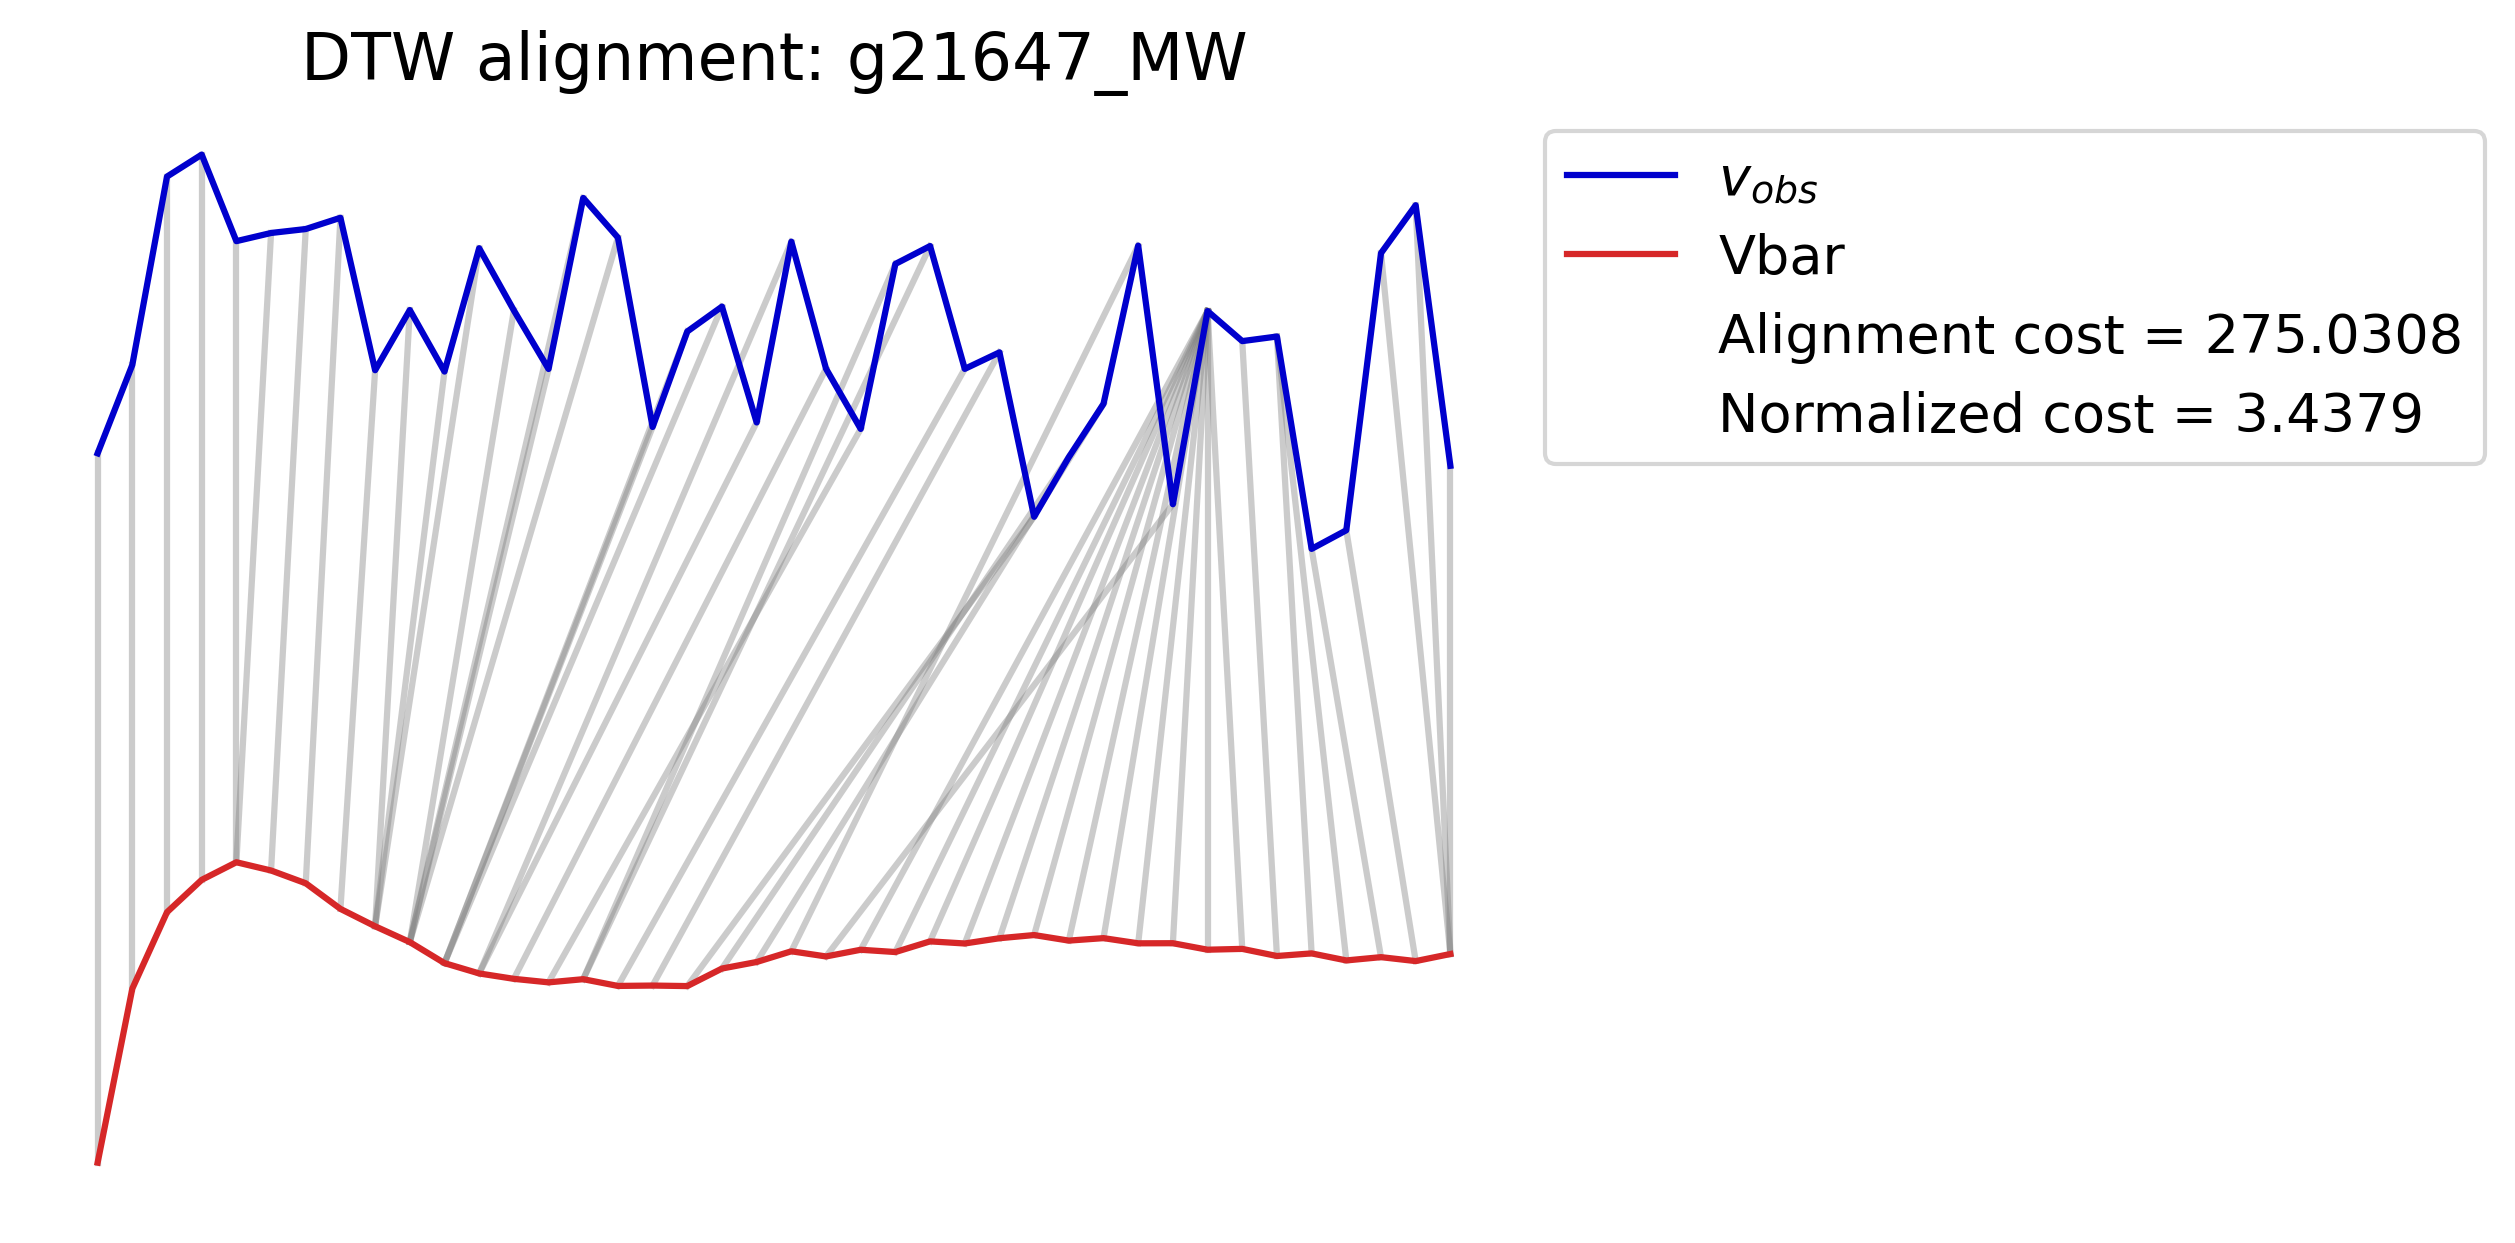 DTW alignment: g21647_MW
v_obs
Vbar
Alignment cost = 275.0308
Normalized cost = 3.4379